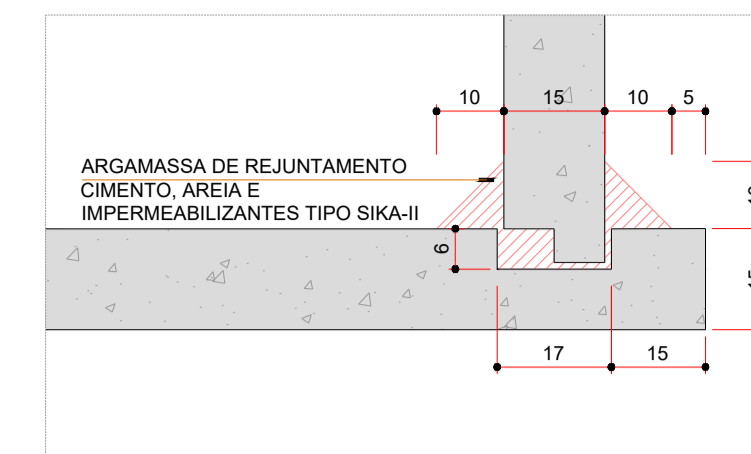 10 15 10 5
ARGAMASSA DE REJUNTAMENTO
CIMENTO, AREIA E
IMPERMEABILIZANTES TIPO SIKA-II
6
17 15